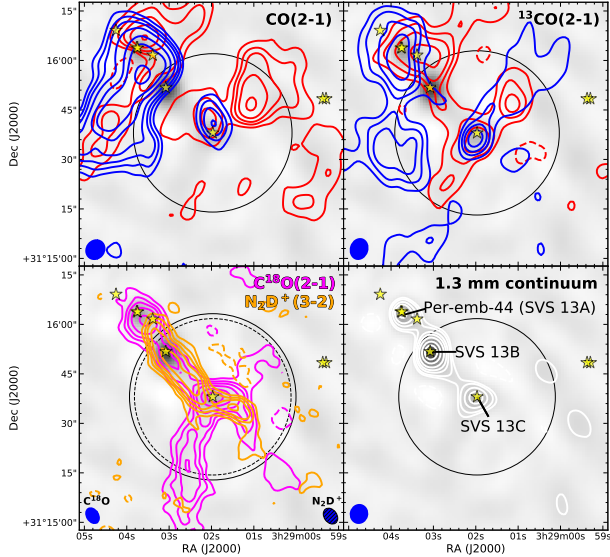 CO(2-1)
¹³CO(2-1)
15"
16'00"
45"
30"
15"
+31°15'00"
Dec (J2000)
C¹⁸O(2-1)
N₂D⁺(3-2)
1.3 mm continuum
Per-emb-44 (SVS 13A)
SVS 13B
SVS 13C
15"
16'00"
45"
30"
15"
+31°15'00"
Dec (J2000)
C¹⁸O
N₂D⁺
05s 04s 03s 02s 01s 3h29m00s 59s
04s 03s 02s 01s 3h29m00s 59s
RA (J2000)
RA (J2000)